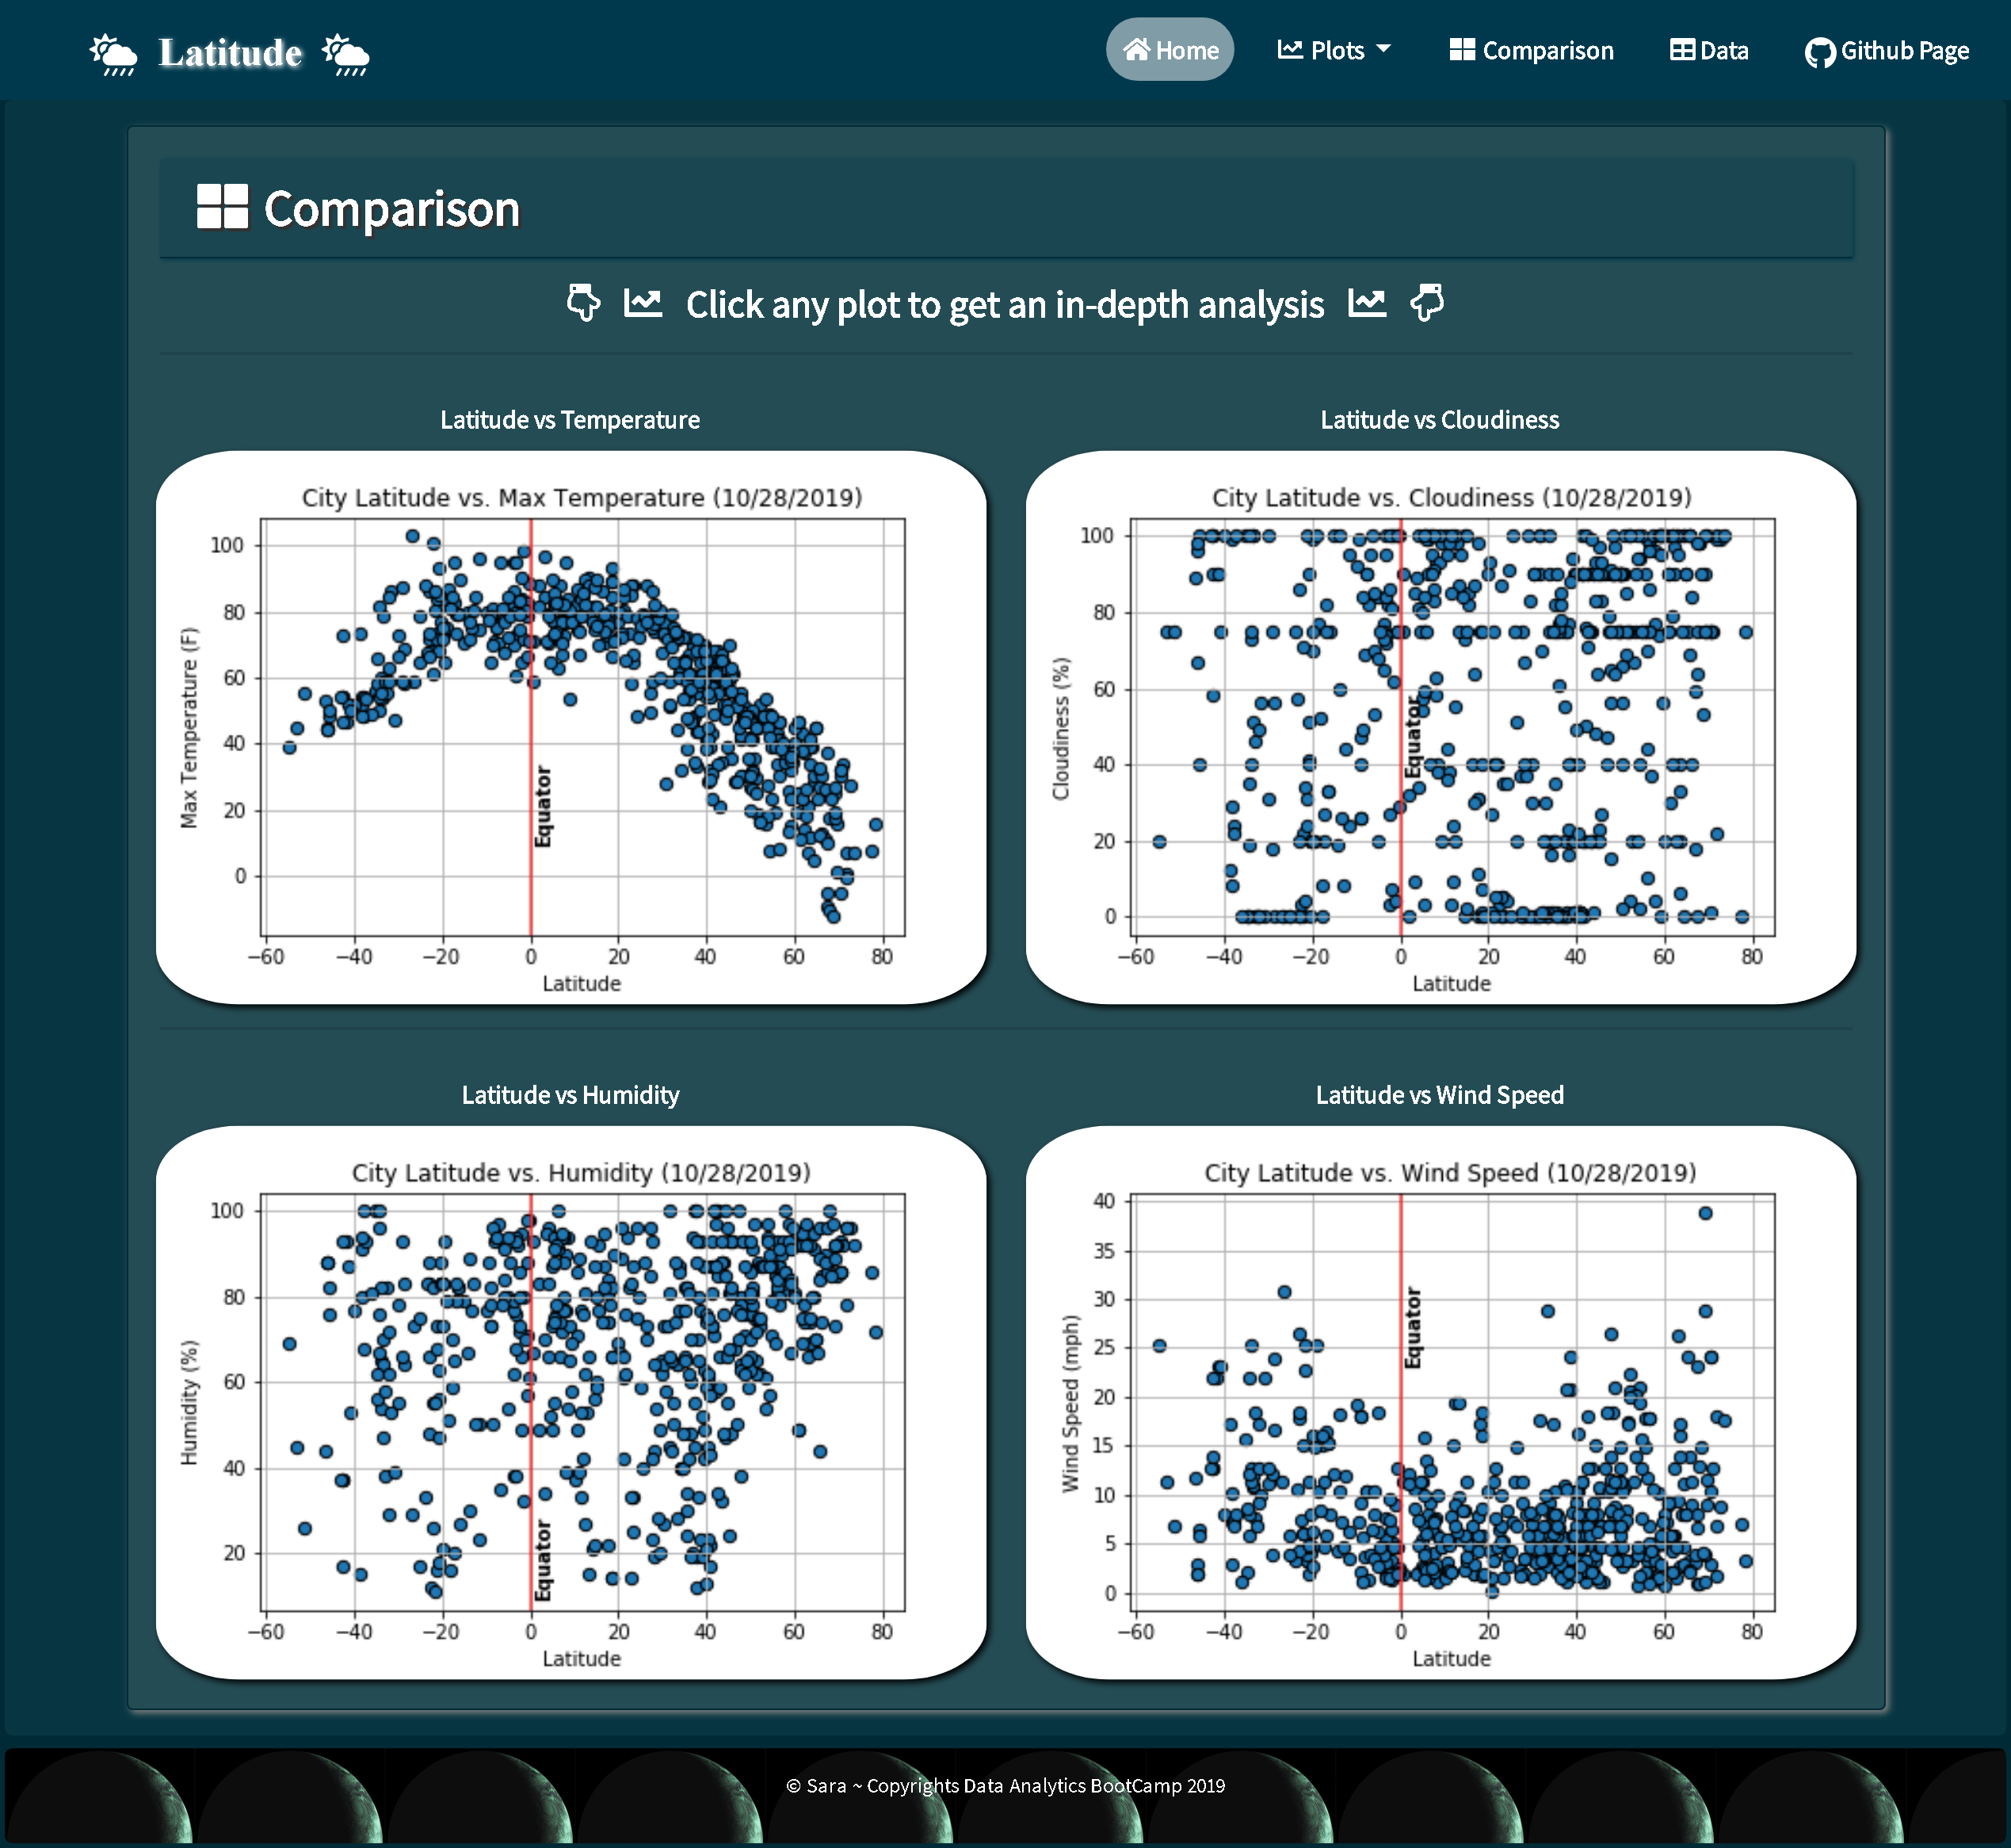 Latitude
Home Plots Comparison Data Github Page
Comparison
Click any plot to get an in-depth analysis
Latitude vs Temperature
City Latitude vs. Max Temperature (10/28/2019)
Max Temperature (F)
100
80
60
40
20
0
Equator
−60 −40 −20 0 20 40 60 80
Latitude
Latitude vs Cloudiness
City Latitude vs. Cloudiness (10/28/2019)
Cloudiness (%)
100
80
60
40
20
0
Equator
−60 −40 −20 0 20 40 60 80
Latitude
Latitude vs Humidity
City Latitude vs. Humidity (10/28/2019)
Humidity (%)
100
80
60
40
20
Equator
−60 −40 −20 0 20 40 60 80
Latitude
Latitude vs Wind Speed
City Latitude vs. Wind Speed (10/28/2019)
Wind Speed (mph)
40
35
30
25
20
15
10
5
0
Equator
−60 −40 −20 0 20 40 60 80
Latitude
© Sara ~ Copyrights Data Analytics BootCamp 2019